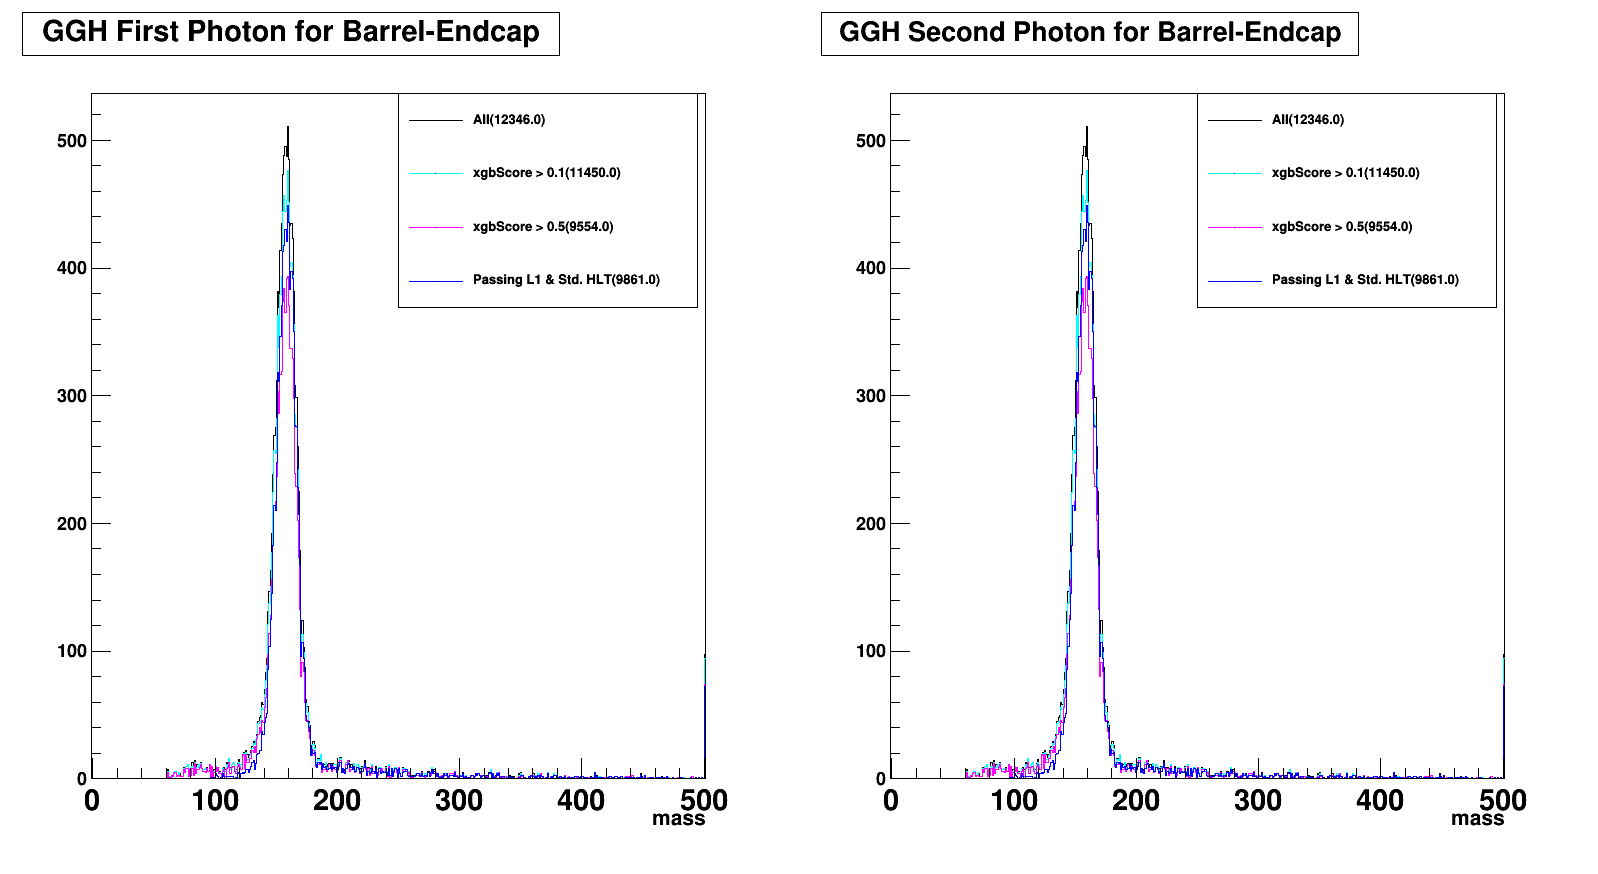 GGH First Photon for Barrel-Endcap
All(12346.0)
xgbScore > 0.1(11450.0)
xgbScore > 0.5(9554.0)
Passing L1 & Std. HLT(9861.0)
500
400
300
200
100
0
0 100 200 300 400 500
mass
GGH Second Photon for Barrel-Endcap
All(12346.0)
xgbScore > 0.1(11450.0)
xgbScore > 0.5(9554.0)
Passing L1 & Std. HLT(9861.0)
500
400
300
200
100
0
0 100 200 300 400 500
mass